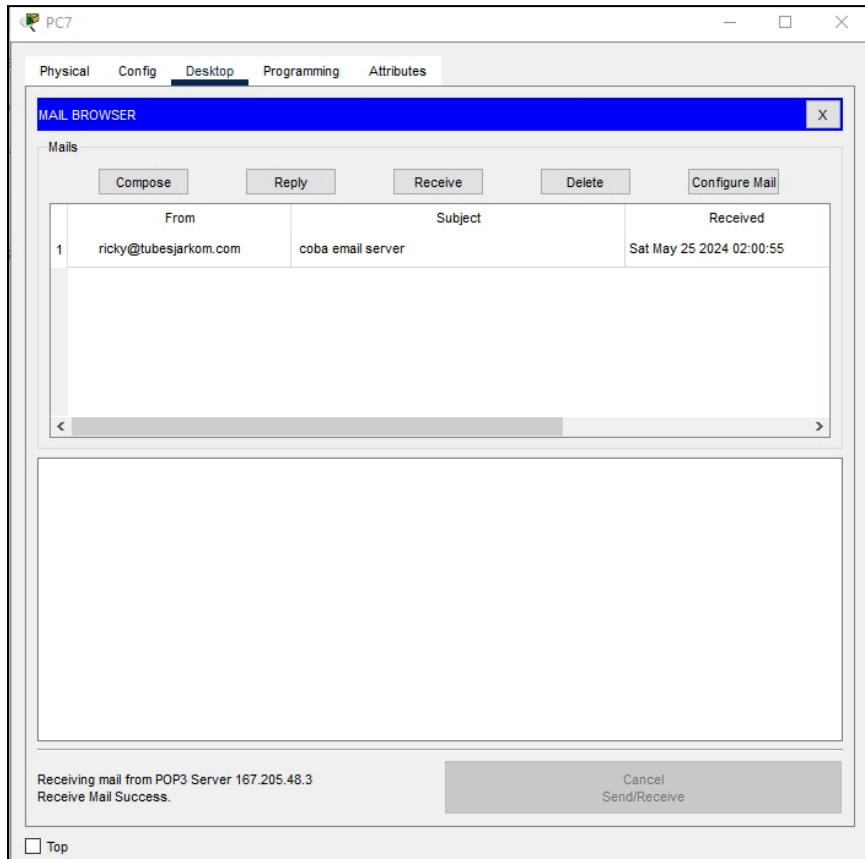 PC7
Physical Config Desktop Programming Attributes
MAIL BROWSER X
Mails
Compose Reply Receive Delete Configure Mail
From Subject Received
1 ricky@tubesjarkom.com coba email server Sat May 25 2024 02:00:55
Receiving mail from POP3 Server 167.205.48.3
Receive Mail Success.
Cancel
Send/Receive
Top